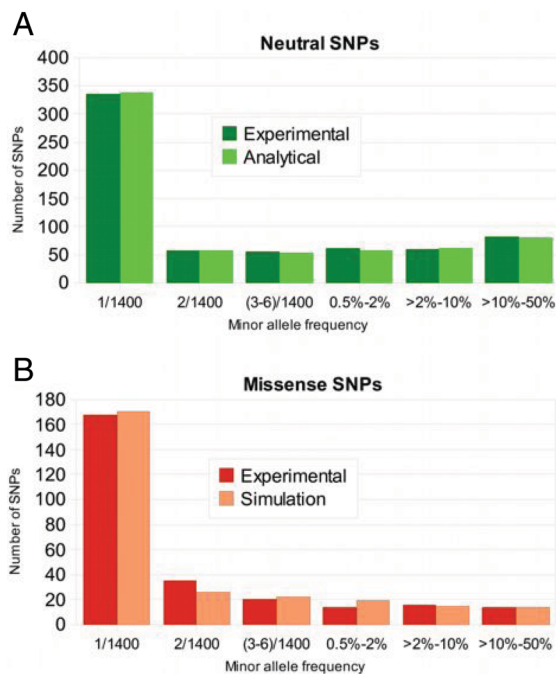 A
Neutral SNPs
400
350
300
250
200
150
100
50
0
Number of SNPs
Experimental
Analytical
1/1400 2/1400 (3-6)/1400 0.5%-2% >2%-10% >10%-50%
Minor allele frequency
B
Missense SNPs
180
160
140
120
100
80
60
40
20
0
Number of SNPs
Experimental
Simulation
1/1400 2/1400 (3-6)/1400 0.5%-2% >2%-10% >10%-50%
Minor allele frequency